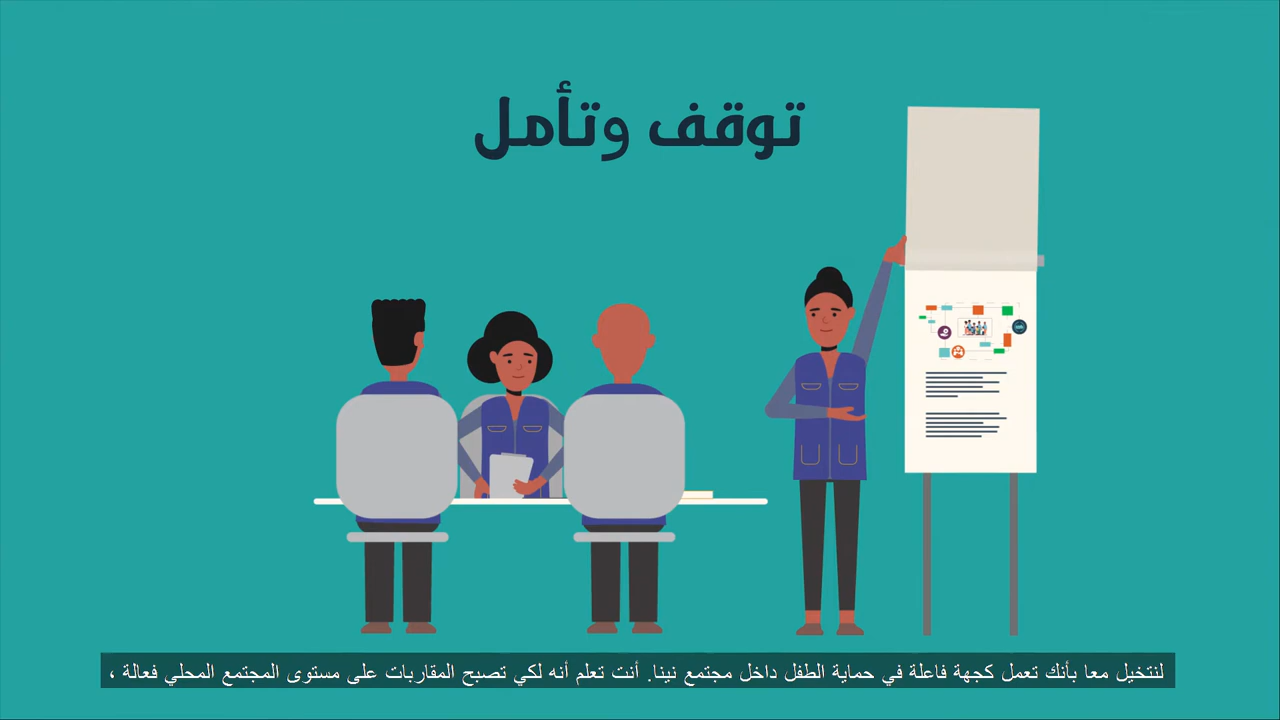 توقف وتأمل
لنتخيل معا بأنك تعمل كجهة فاعلة في حماية الطفل داخل مجتمع نينا. أنت تعلم أنه لكي تصبح المقاربات على مستوى المجتمع المحلي فعالة ،